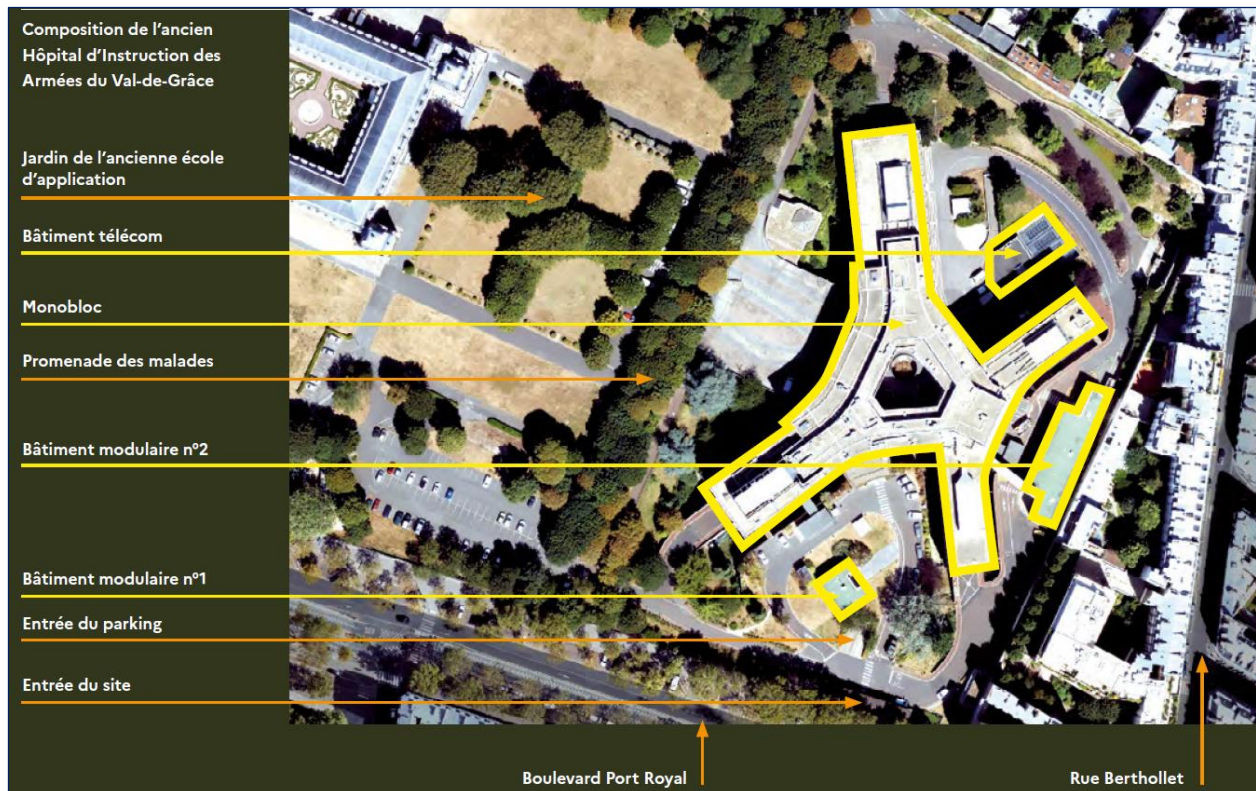 Composition de l'ancien
Hôpital d'Instruction des
Armées du Val-de-Grâce
Jardin de l'ancienne école
d'application
Bâtiment télécom
Monobloc
Promenade des malades
Bâtiment modulaire n°2
Bâtiment modulaire n°1
Entrée du parking
Entrée du site
Boulevard Port Royal
Rue Berthollet